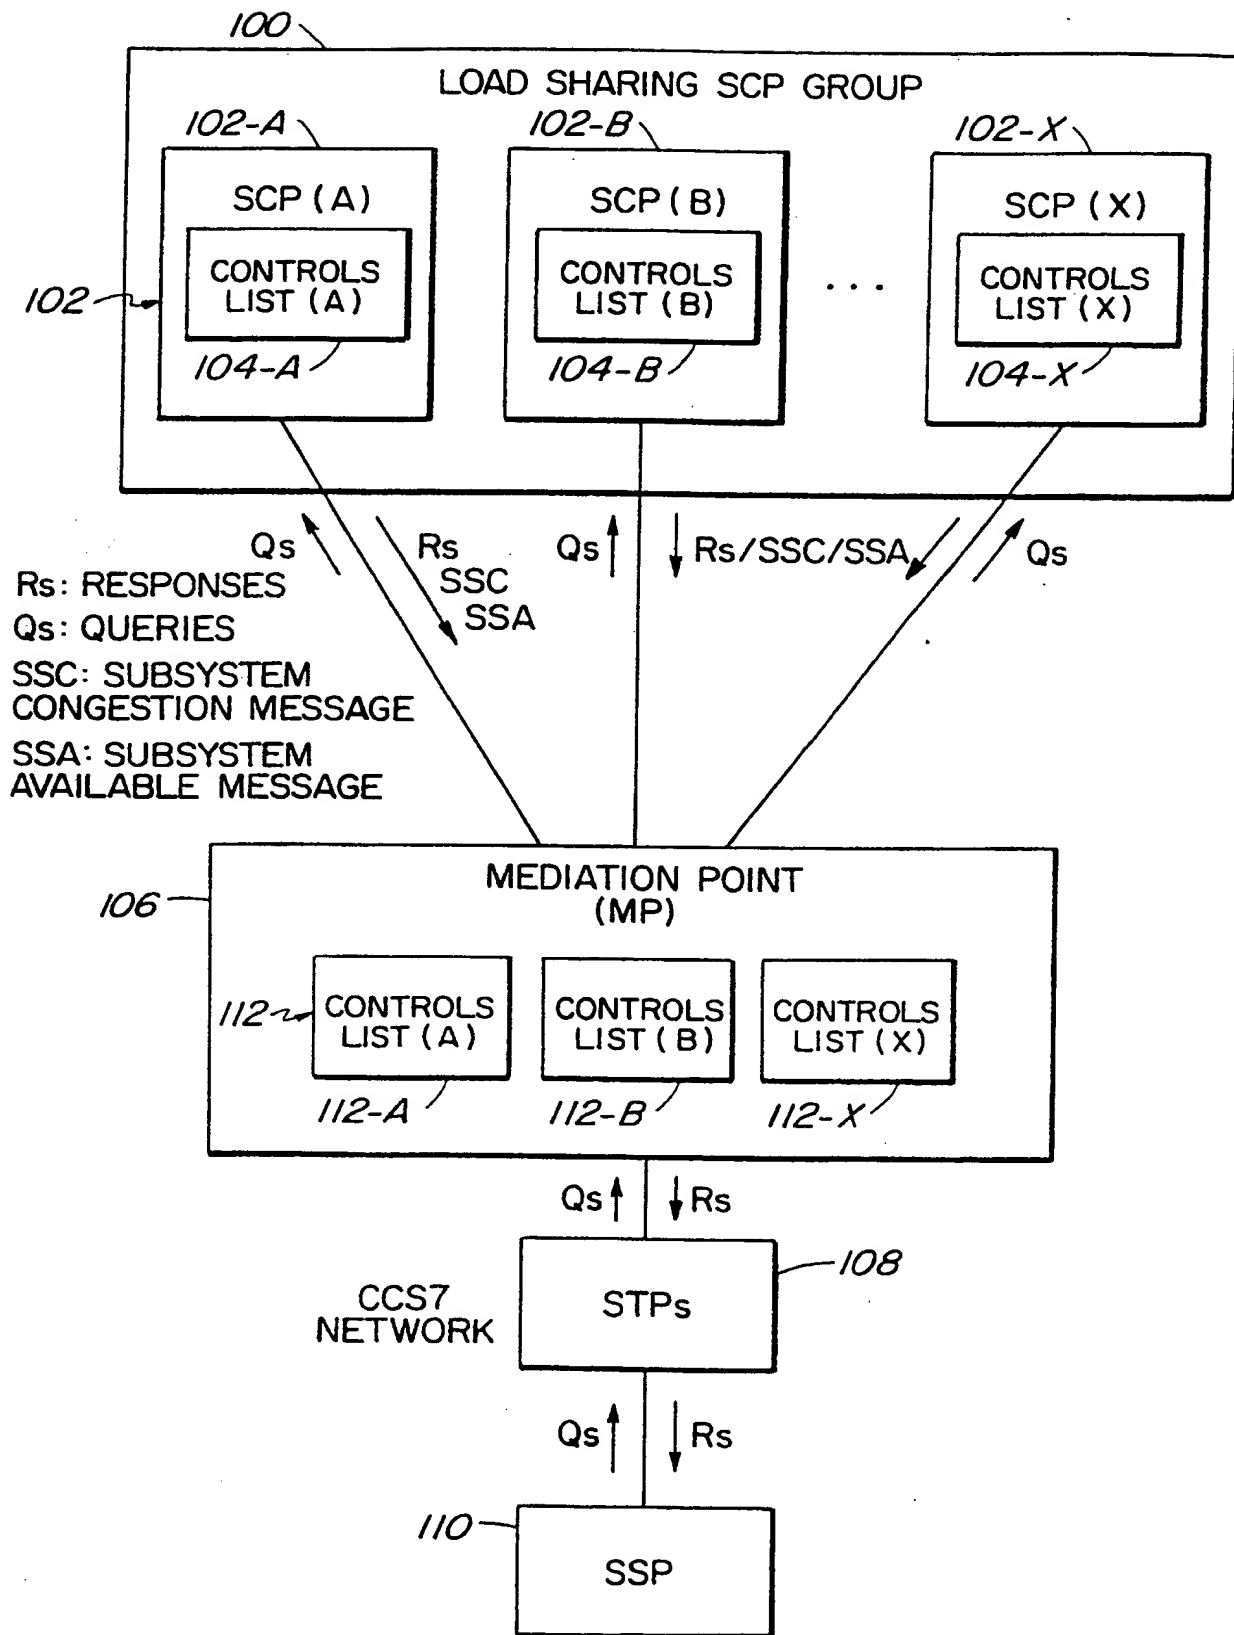 100
LOAD SHARING SCP GROUP
102-A
102-B
102-X
SCP (A)
SCP (B)
SCP (X)
CONTROLS
LIST (A)
CONTROLS
LIST (B)
CONTROLS
LIST (X)
102
. . .
104-A
104-B
104-X
Qs
Rs
SSC
SSA
Qs
Rs/SSC/SSA
Qs
Rs: RESPONSES
Qs: QUERIES
SSC: SUBSYSTEM
CONGESTION MESSAGE
SSA: SUBSYSTEM
AVAILABLE MESSAGE
106
MEDIATION POINT
(MP)
112
CONTROLS
LIST (A)
CONTROLS
LIST (B)
CONTROLS
LIST (X)
112-A
112-B
112-X
Qs
Rs
108
CCS7
NETWORK
STPs
Qs
Rs
110
SSP